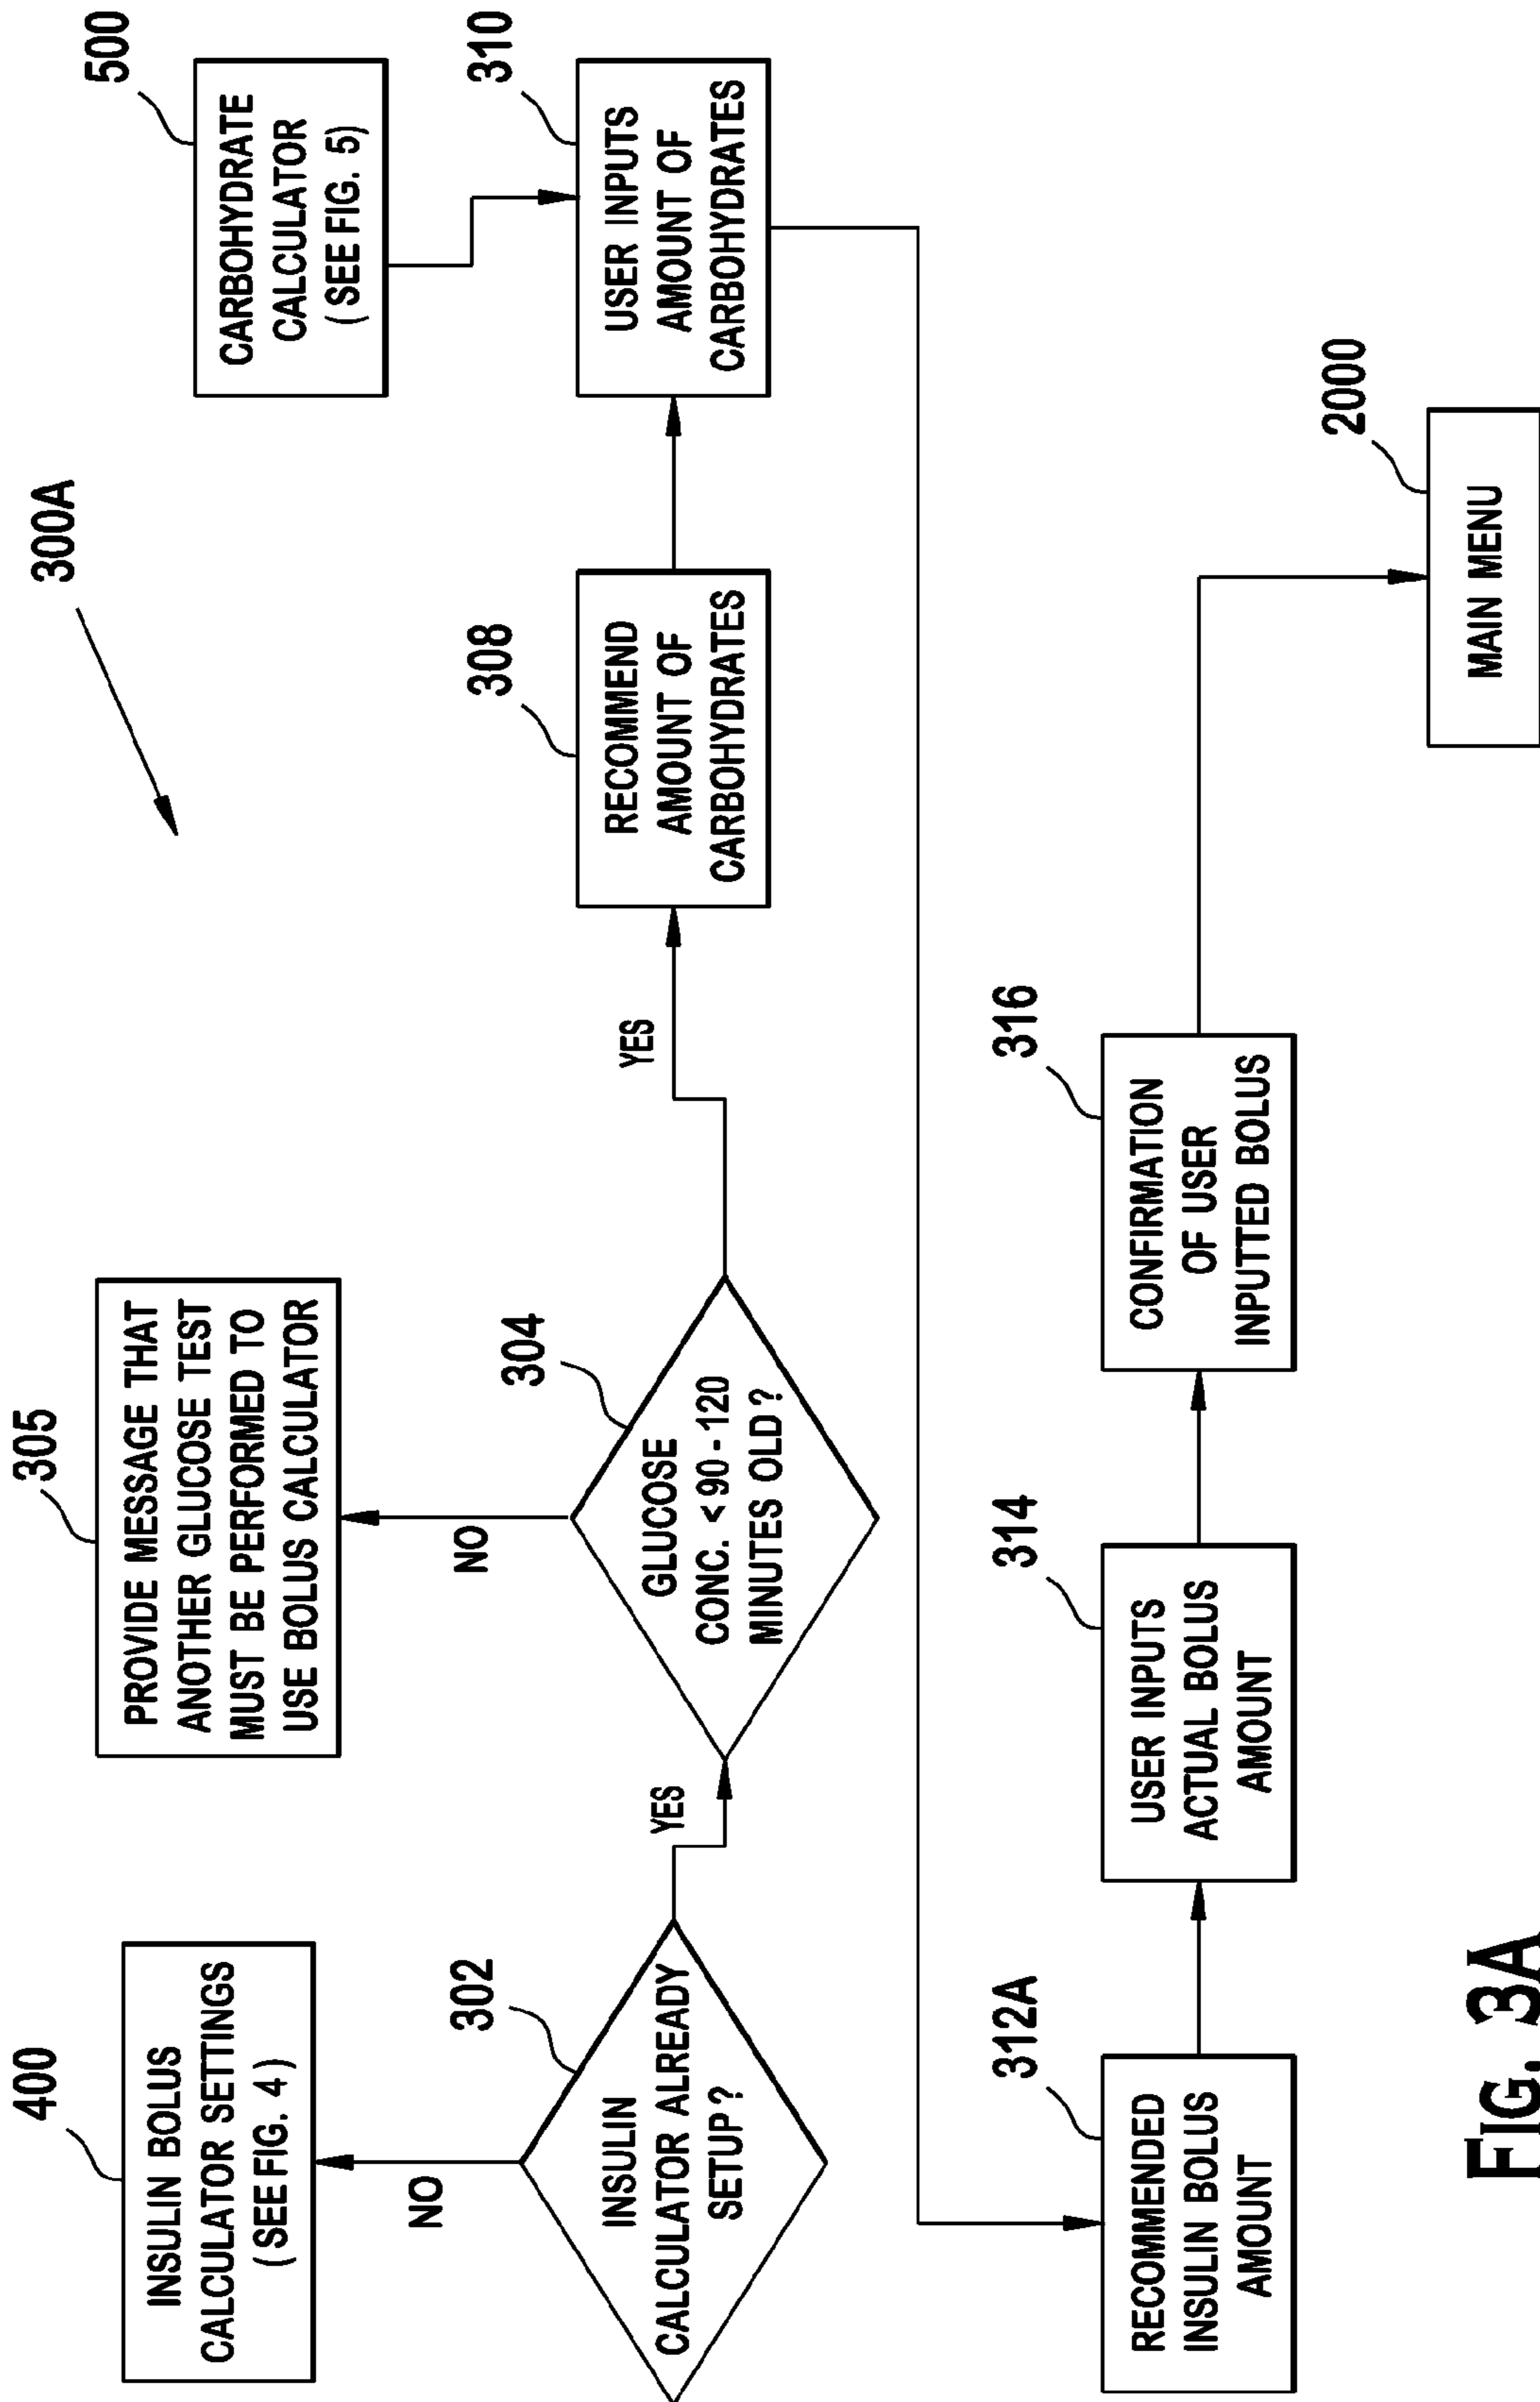 300A
400
INSULIN BOLUS
CALCULATOR SETTINGS
(SEE FIG. 4)
NO
302
INSULIN
CALCULATOR ALREADY
SETUP?
YES
305
PROVIDE MESSAGE THAT
ANOTHER GLUCOSE TEST
MUST BE PERFORMED TO
USE BOLUS CALCULATOR
NO
304
GLUCOSE
CONC. < 90-120
MINUTES OLD?
YES
308
RECOMMEND
AMOUNT OF
CARBOHYDRATES
500
CARBOHYDRATE
CALCULATOR
(SEE FIG. 5)
310
USER INPUTS
AMOUNT OF
CARBOHYDRATES
312A
RECOMMENDED
INSULIN BOLUS
AMOUNT
314
USER INPUTS
ACTUAL BOLUS
AMOUNT
316
CONFIRMATION
OF USER
INPUTTED BOLUS
2000
MAIN MENU
FIG. 3A